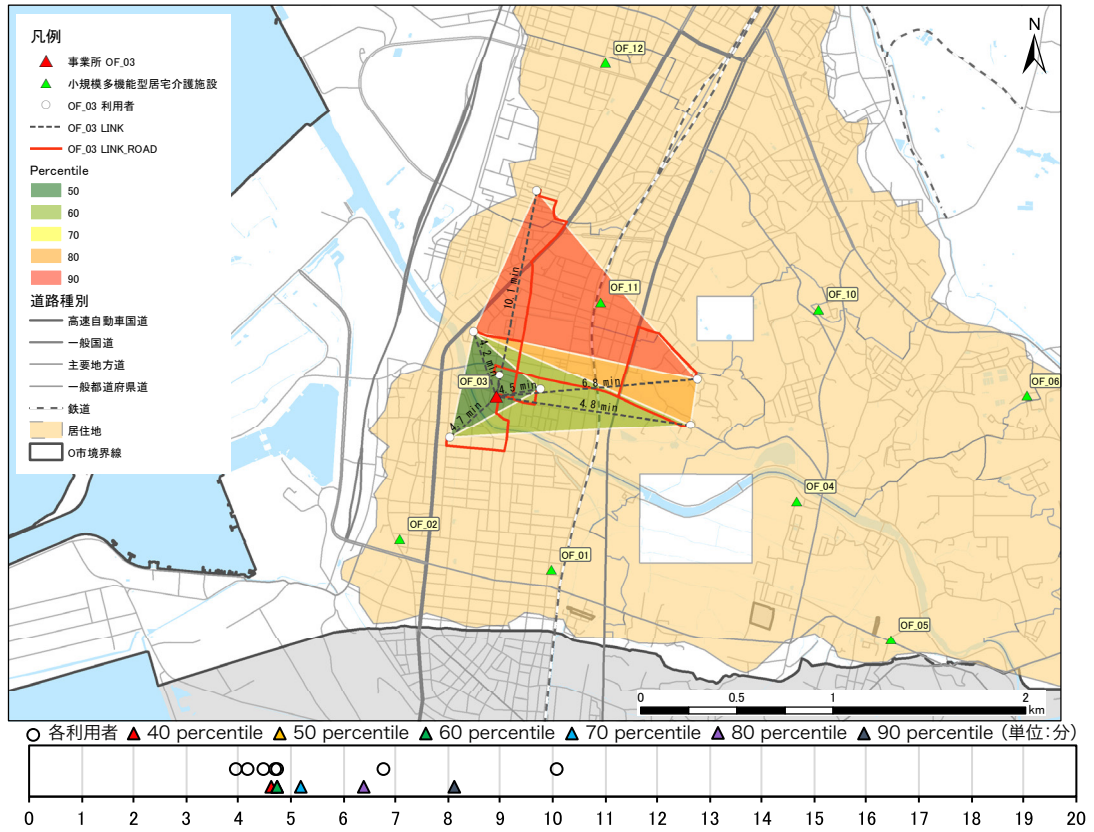 凡例
事業所 OF_03
小規模多機能型居宅介護施設
OF_03 利用者
OF_03 LINK
OF_03 LINK_ROAD
Percentile
50
60
70
80
90
道路種別
高速自動車国道
一般国道
主要地方道
一般都道府県道
鉄道
居住地
O市境界線
N
OF_12
OF_11
OF_10
OF_06
OF_03
OF_04
OF_02
OF_01
OF_05
10.1 min
4.2 min
4.5 min
6.8 min
4.8 min
4.7 min
0 0.5 1 2
km
各利用者 40 percentile 50 percentile 60 percentile 70 percentile 80 percentile 90 percentile (単位:分)
0 1 2 3 4 5 6 7 8 9 10 11 12 13 14 15 16 17 18 19 20